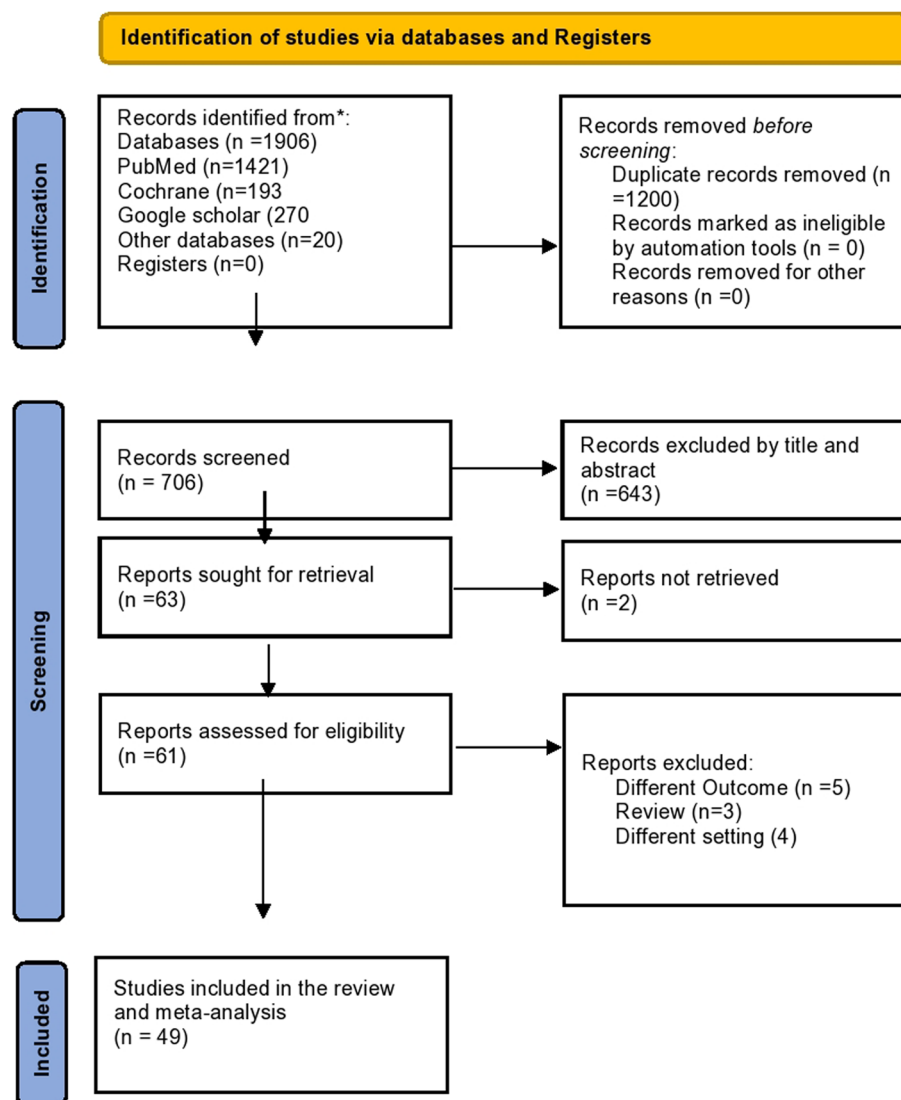 Identification of studies via databases and Registers
Identification
Records identified from*:
Databases (n =1906)
PubMed (n=1421)
Cochrane (n=193
Google scholar (270
Other databases (n=20)
Registers (n=0)
Records removed before
screening:
Duplicate records removed (n
=1200)
Records marked as ineligible
by automation tools (n = 0)
Records removed for other
reasons (n =0)
Screening
Records screened
(n = 706)
Records excluded by title and
abstract
(n =643)
Reports sought for retrieval
(n =63)
Reports not retrieved
(n =2)
Reports assessed for eligibility
(n =61)
Reports excluded:
Different Outcome (n =5)
Review (n=3)
Different setting (4)
Included
Studies included in the review
and meta-analysis
(n = 49)